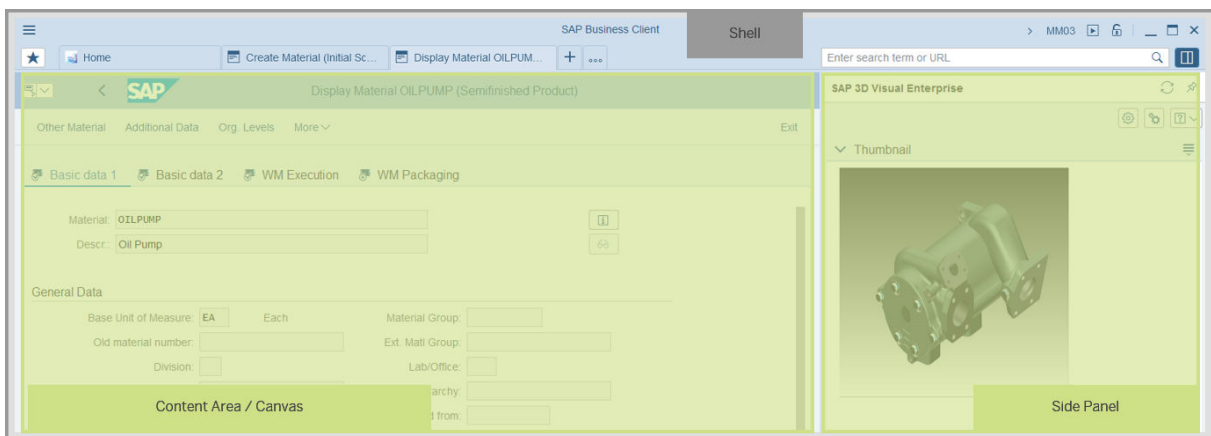 SAP Business Client
Shell
MM03
Home
Create Material (Initial Sc...
Display Material OILPUM...
Enter search term or URL
SAP
Display Material OILPUMP (Semifinished Product)
SAP 3D Visual Enterprise
Other Material Additional Data Org. Levels More
Exit
Thumbnail
Basic data 1 Basic data 2 WM Execution WM Packaging
Material: OILPUMP
Descr.: Oil Pump
General Data
Base Unit of Measure: EA Each Material Group:
Old material number: Ext. Matl Group:
Division: Lab/Office:
archy:
from:
Content Area / Canvas
Side Panel